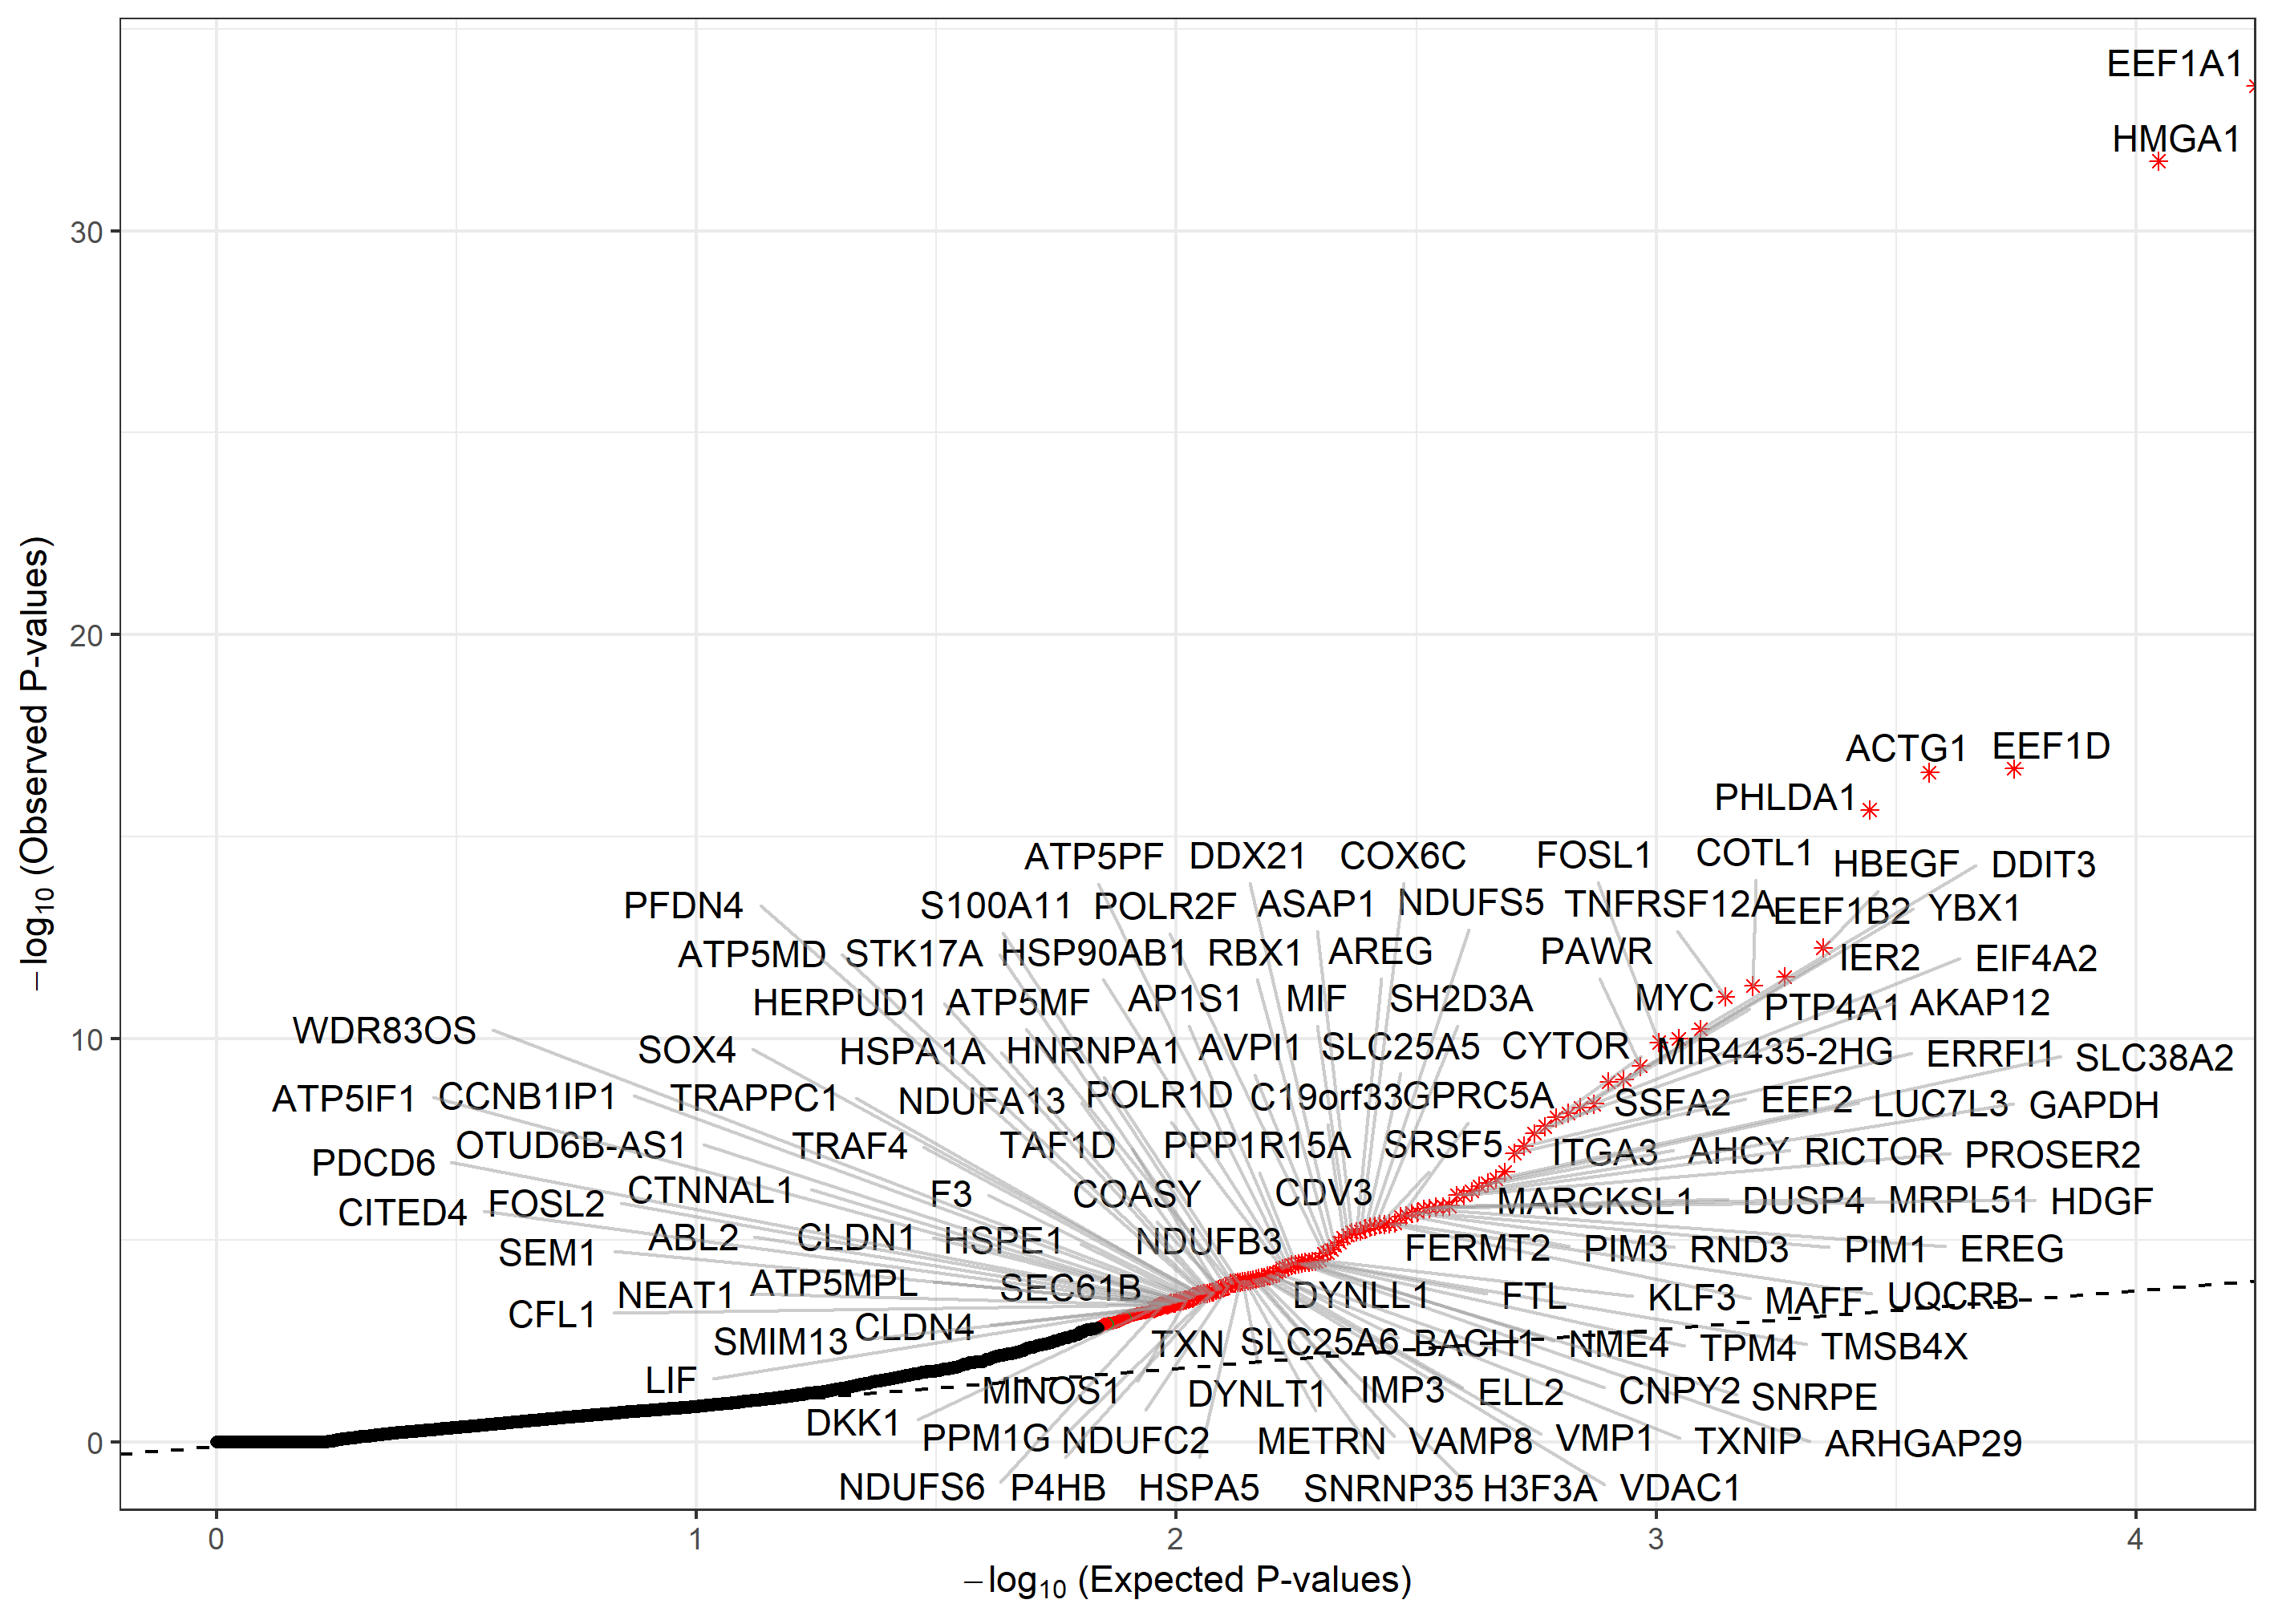 EEF1A1
HMGA1
30
20
ACTG1 EEF1D
PHLDA1
ATP5PF DDX21 COX6C FOSL1 COTL1 HBEGF DDIT3
PFDN4 S100A11 POLR2F ASAP1 NDUFS5 TNFRSF12A EEF1B2 YBX1
ATP5MD STK17A HSP90AB1 RBX1 AREG PAWR IER2 EIF4A2
HERPUD1 ATP5MF AP1S1 MIF SH2D3A MYC PTP4A1 AKAP12
10
WDR83OS SOX4 HSPA1A HNRNPA1 AVPI1 SLC25A5 CYTOR MIR4435-2HG ERRFI1 SLC38A2
ATP5IF1 CCNB1IP1 TRAPPC1 NDUFA13 POLR1D C19orf33 GPRC5A SSFA2 EEF2 LUC7L3 GAPDH
PDCD6 OTUD6B-AS1 TRAF4 TAF1D PPP1R15A SRSF5 ITGA3 AHCY RICTOR PROSER2
CITED4 FOSL2 CTNNAL1 F3 COASY CDV3 MARCKSL1 DUSP4 MRPL51 HDGF
SEM1 ABL2 CLDN1 HSPE1 NDUFB3 FERMT2 PIM3 RND3 PIM1 EREG
CFL1 NEAT1 ATP5MPL SEC61B DYNLL1 FTL KLF3 MAFF UQCRB
SMIM13 CLDN4 TXN SLC25A6 BACH1 NME4 TPM4 TMSB4X
LIF MINOS1 DYNLT1 IMP3 ELL2 CNPY2 SNRPE
DKK1 PPM1G NDUFC2 METRN VAMP8 VMP1 TXNIP ARHGAP29
0
NDUFS6 P4HB HSPA5 SNRNP35 H3F3A VDAC1
0 1 2 3 4
−log10 (Expected P-values)
−log10 (Observed P-values)